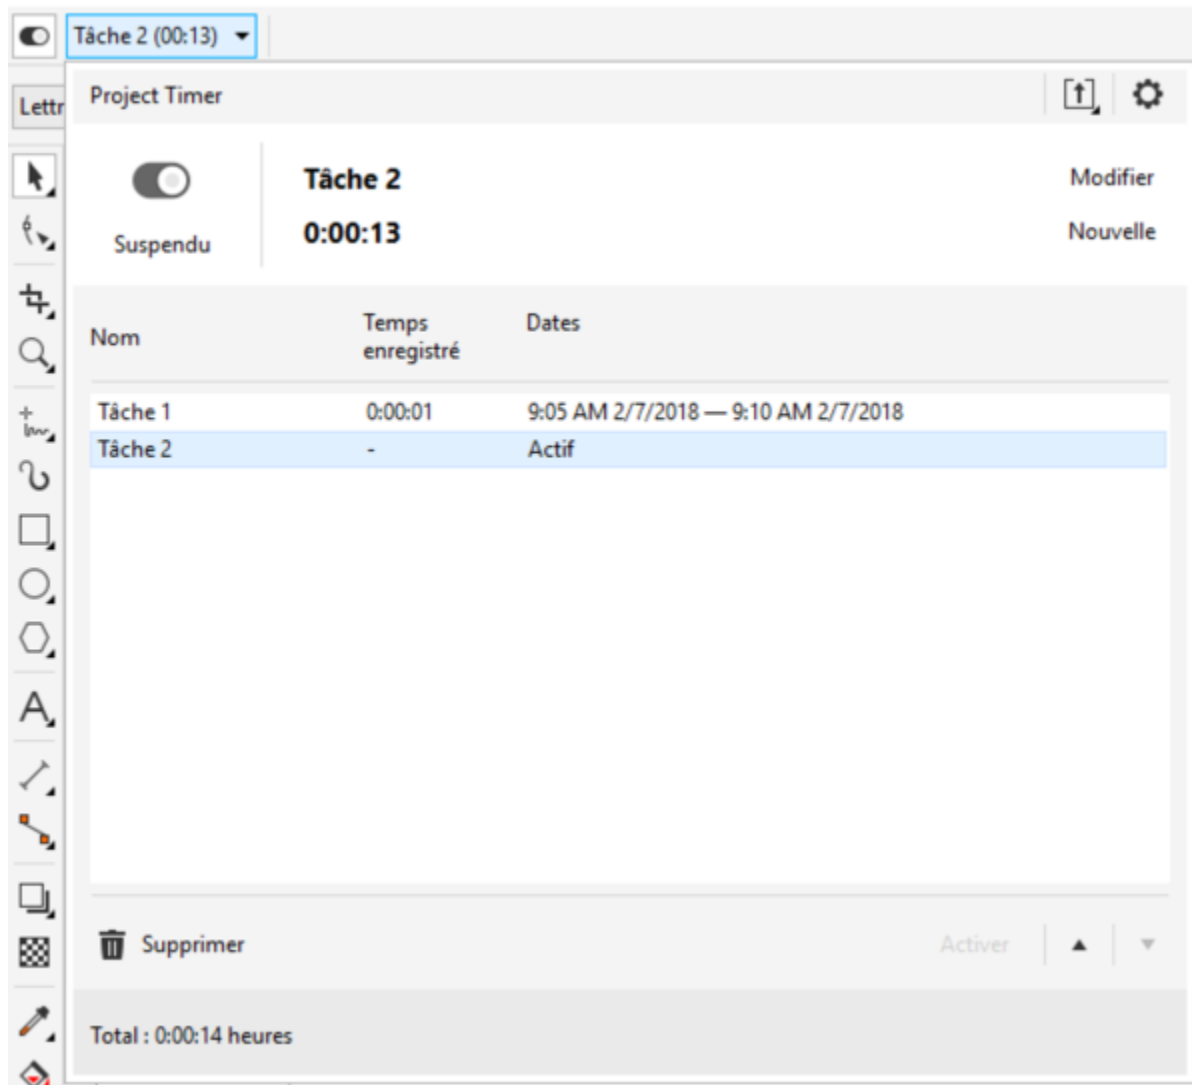 Tâche 2 (00:13)
Project Timer
Lettr
Tâche 2
Modifier
Suspendu
0:00:13
Nouvelle
Nom
Temps
enregistré
Dates
Tâche 1 0:00:01 9:05 AM 2/7/2018 — 9:10 AM 2/7/2018
Tâche 2 - Actif
Supprimer
Activer
Total : 0:00:14 heures